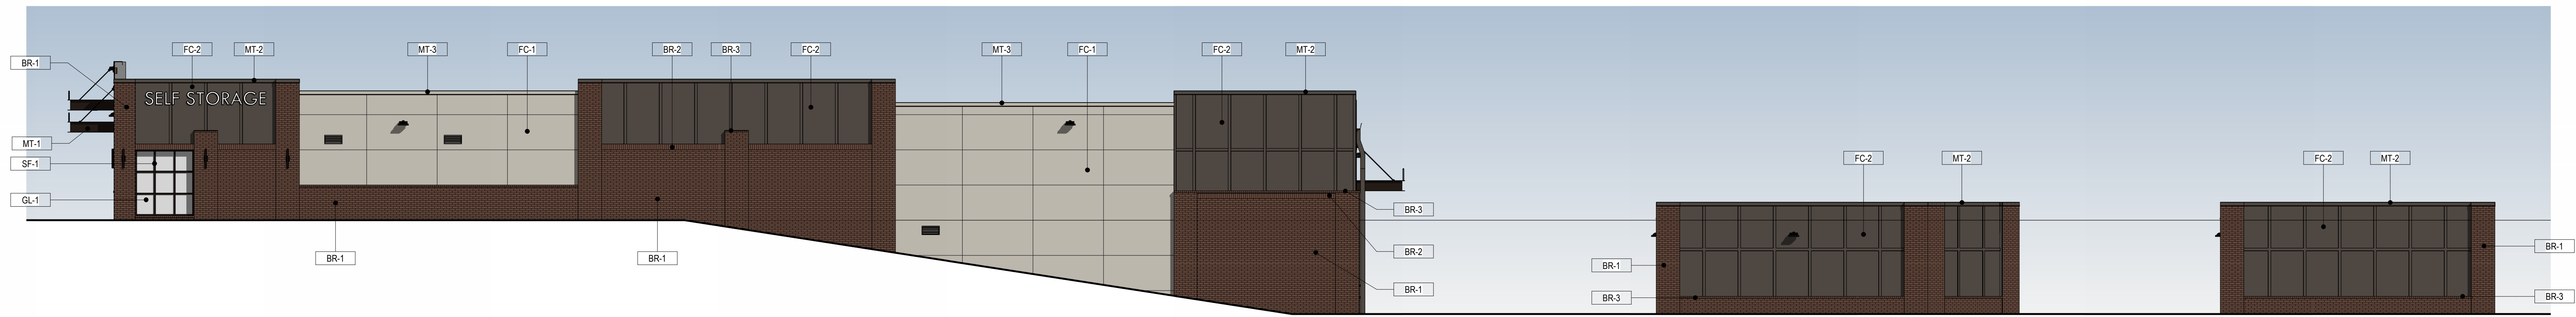 FC-2 MT-2 MT-3 FC-1 BR-2 BR-3 FC-2 MT-3 FC-1 FC-2 MT-2
BR-1
SELF STORAGE
MT-1
SF-1
FC-2 MT-2 FC-2 MT-2
GL-1
BR-3
BR-1 BR-1
BR-2
BR-1
BR-1
BR-1
BR-3
BR-3